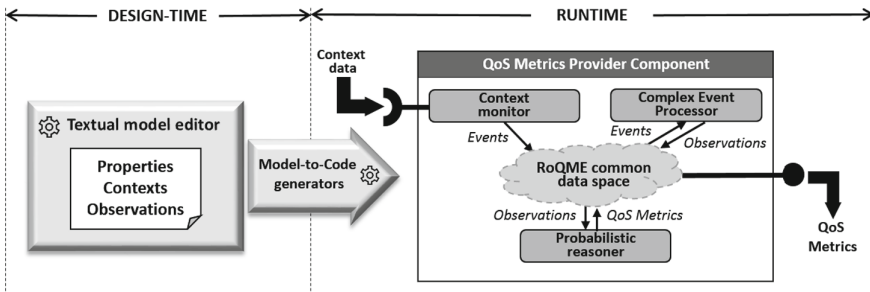 DESIGN-TIME
RUNTIME
Context
data
QoS Metrics Provider Component
Textual model editor
Properties
Contexts
Observations
Model-to-Code
generators
Context
monitor
Complex Event
Processor
Events
Events
Observations
RoQME common
data space
Observations
QoS Metrics
Probabilistic
reasoner
QoS
Metrics